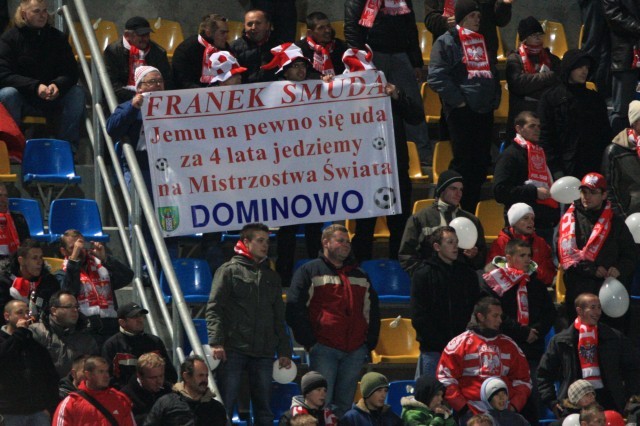 FRANEK SMUDA
Jemu na pewno się uda
za 4 lata jedziemy
na Mistrzostwa Świata
DOMINOWO